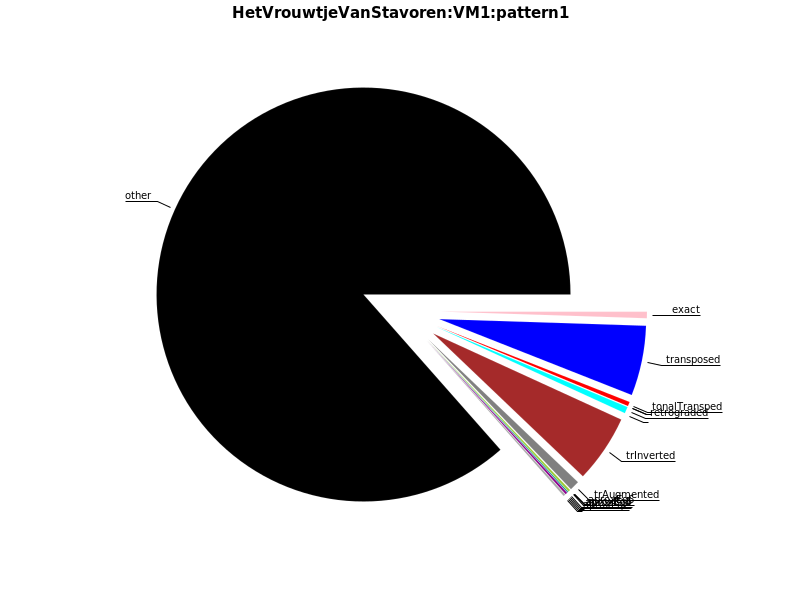 HetVrouwtjeVanStavoren:VM1:pattern1
other
exact
transposed
tonalTransped
retrograded
trInverted
trAugmented